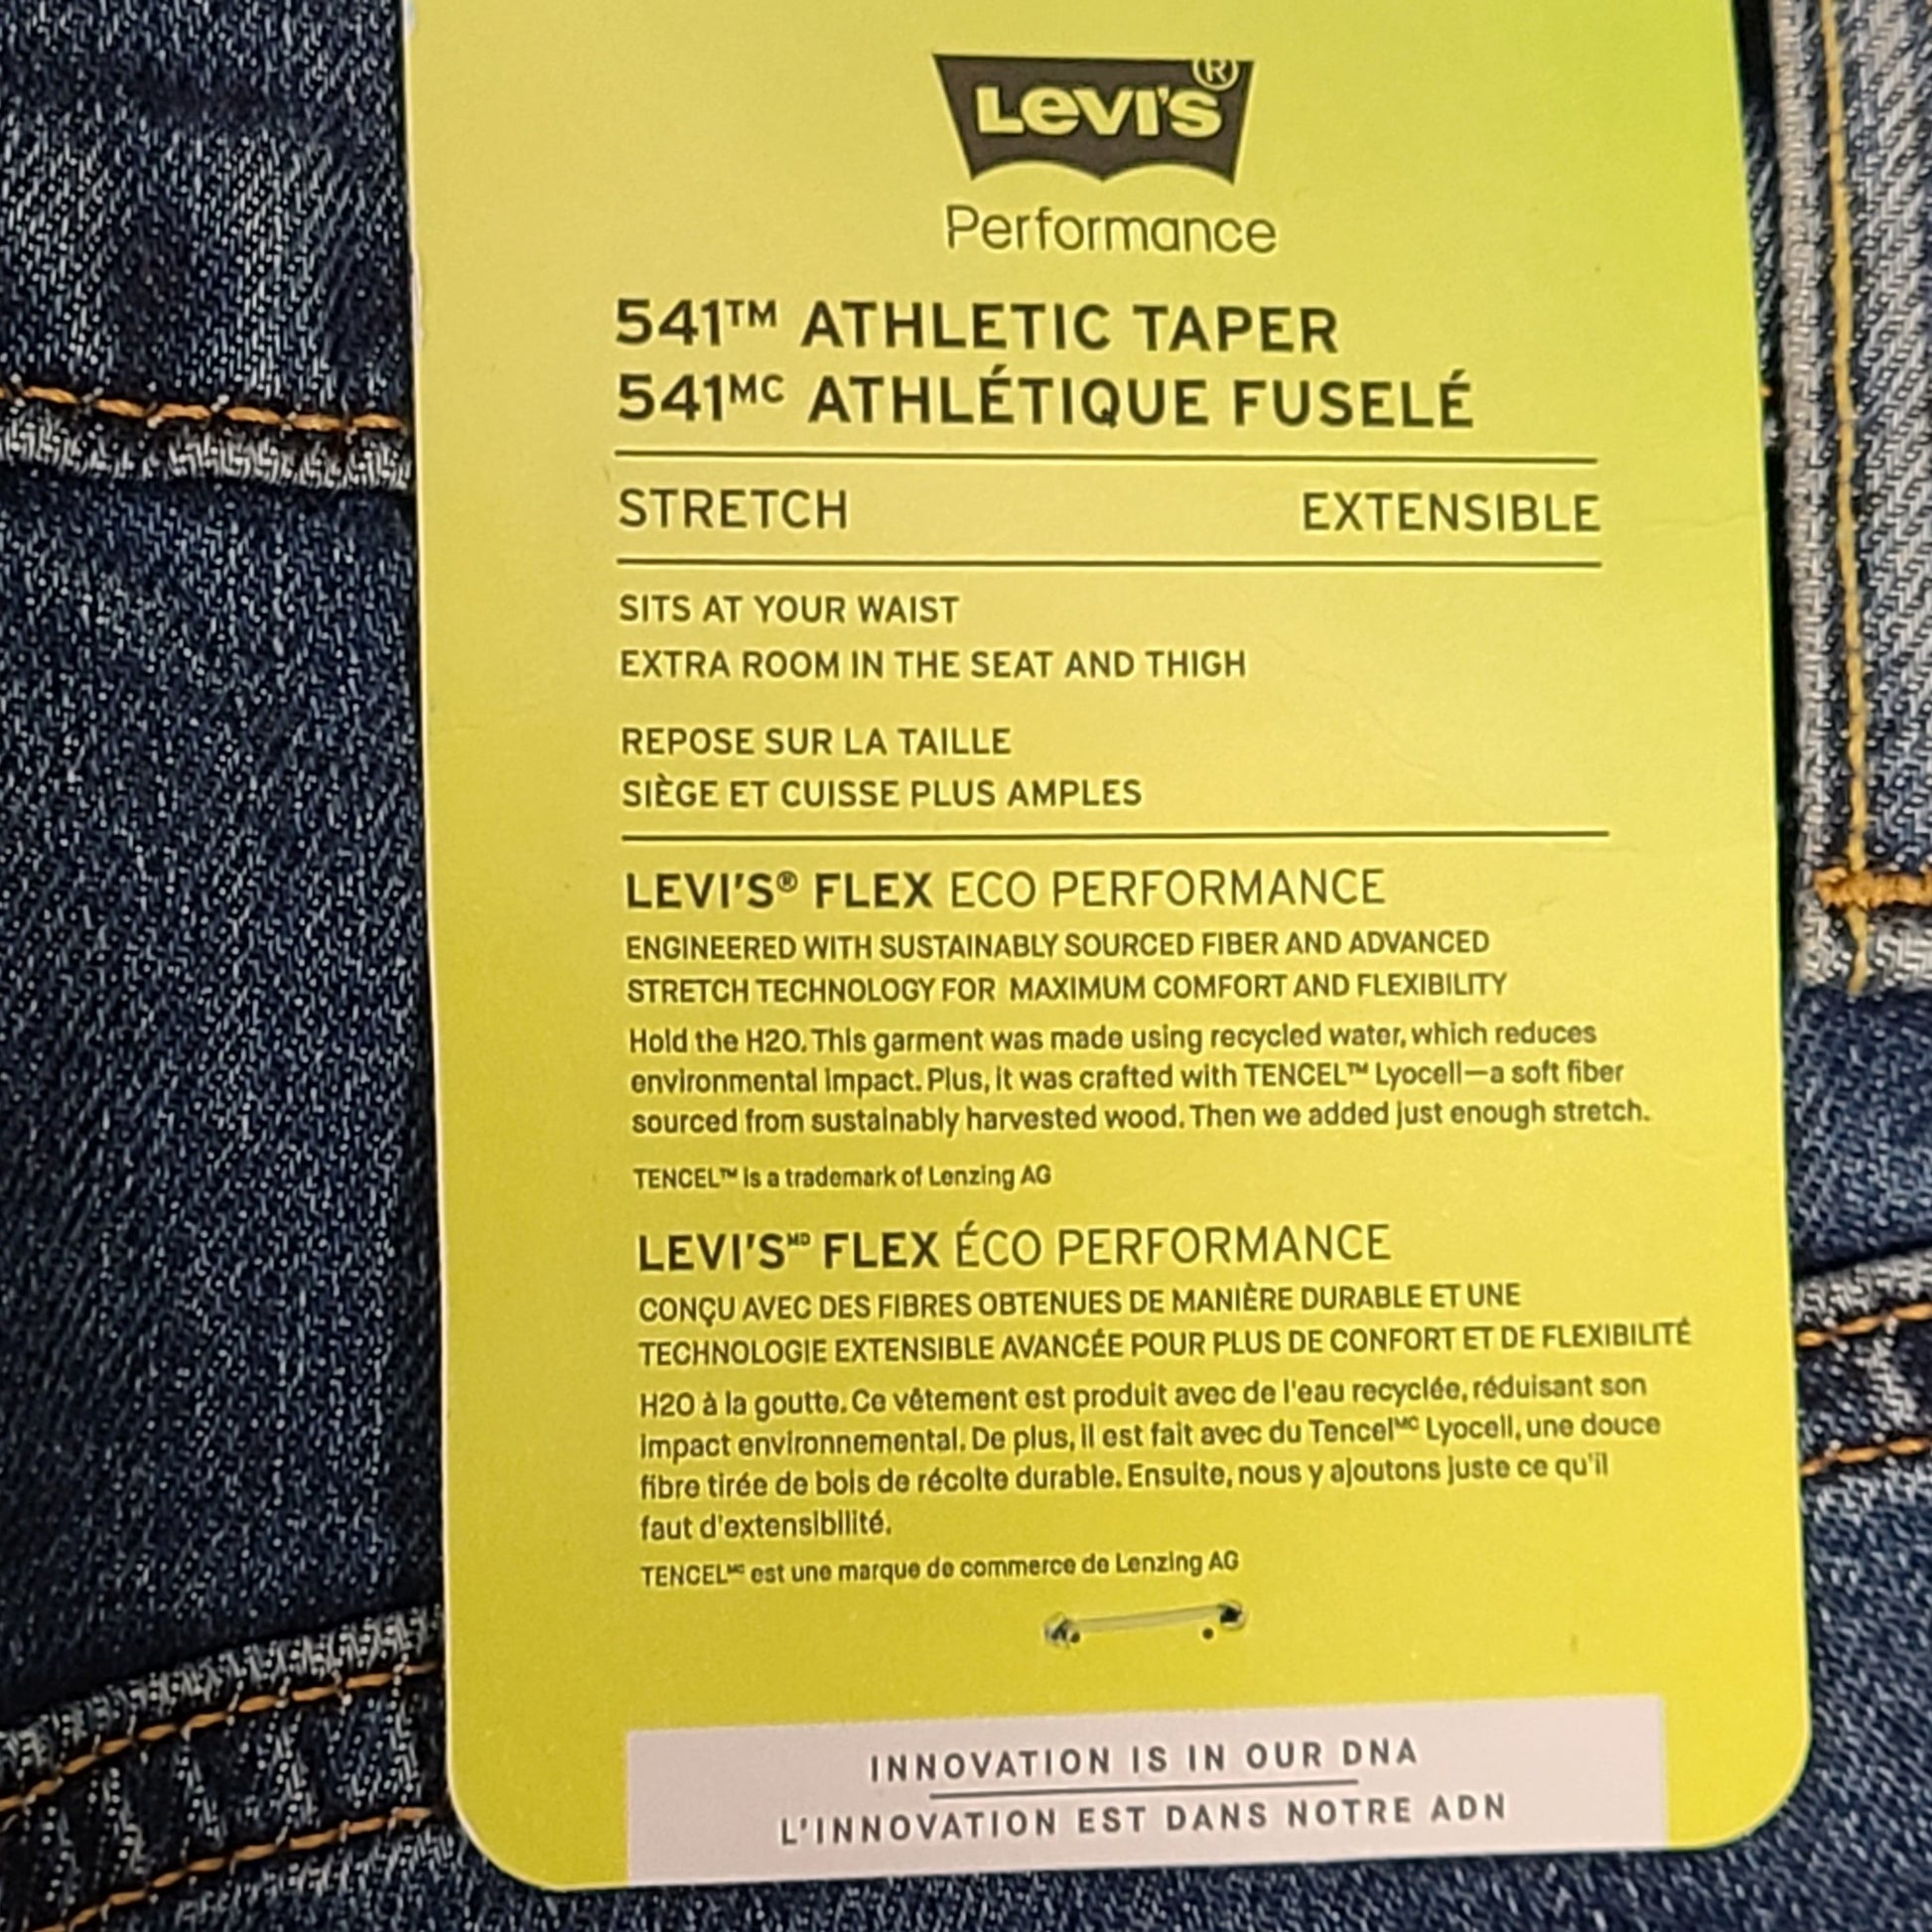 LEVI'S®
Performance
541™ ATHLETIC TAPER
541ᴹᶜ ATHLÉTIQUE FUSELÉ
STRETCH EXTENSIBLE
SITS AT YOUR WAIST
EXTRA ROOM IN THE SEAT AND THIGH
REPOSE SUR LA TAILLE
SIÈGE ET CUISSE PLUS AMPLES
LEVI'S® FLEX ECO PERFORMANCE
ENGINEERED WITH SUSTAINABLY SOURCED FIBER AND ADVANCED
STRETCH TECHNOLOGY FOR MAXIMUM COMFORT AND FLEXIBILITY
Hold the H2O. This garment was made using recycled water, which reduces
environmental impact. Plus, it was crafted with TENCEL™ Lyocell—a soft fiber
sourced from sustainably harvested wood. Then we added just enough stretch.
TENCEL™ is a trademark of Lenzing AG
LEVI'Sᴹᴰ FLEX ÉCO PERFORMANCE
CONÇU AVEC DES FIBRES OBTENUES DE MANIÈRE DURABLE ET UNE
TECHNOLOGIE EXTENSIBLE AVANCÉE POUR PLUS DE CONFORT ET DE FLEXIBILITÉ
H2O à la goutte. Ce vêtement est produit avec de l'eau recyclée, réduisant son
impact environnemental. De plus, il est fait avec du Tencelᴹᶜ Lyocell, une douce
fibre tirée de bois de récolte durable. Ensuite, nous y ajoutons juste ce qu'il
faut d'extensibilité.
TENCELᴹᶜ est une marque de commerce de Lenzing AG
INNOVATION IS IN OUR DNA
L'INNOVATION EST DANS NOTRE ADN